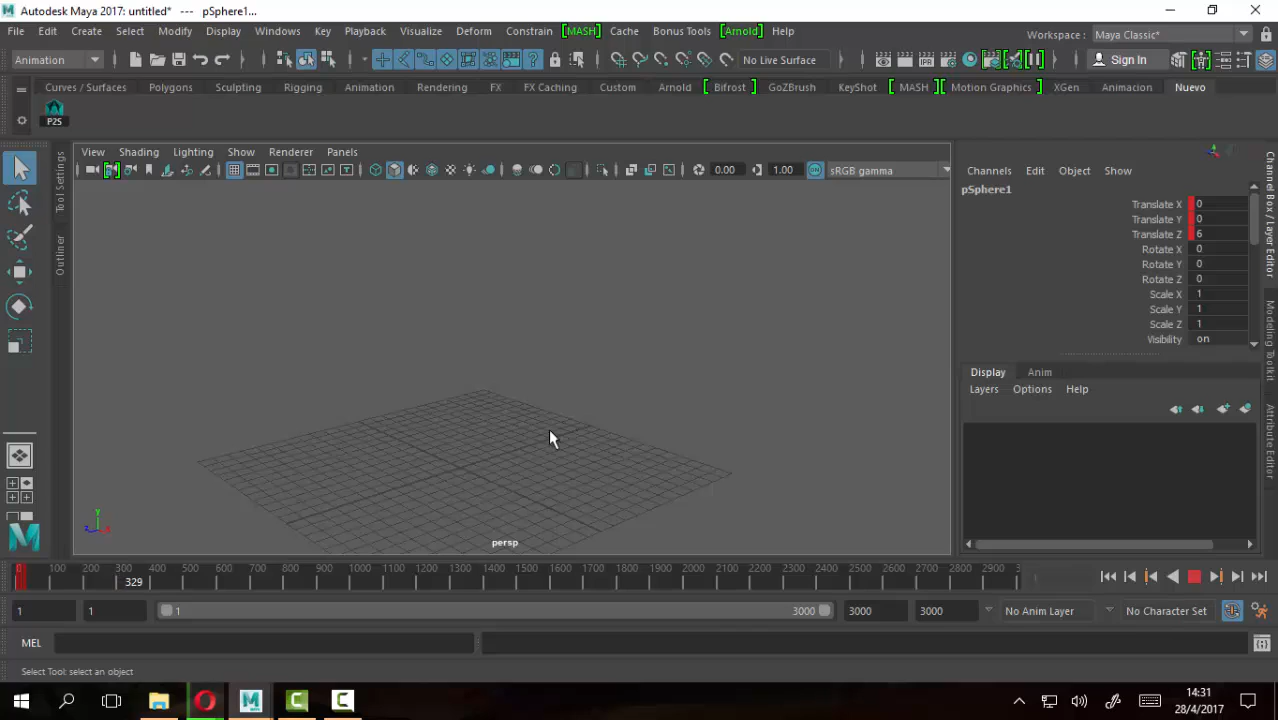 Autodesk Maya 2017: untitled* --- pSphere1...
File Edit Create Select Modify Display Windows Key Playback Visualize Deform Constrain [MASH] Cache Bonus Tools [Arnold] Help
Workspace : Maya Classic*
Animation No Live Surface Sign In
Curves / Surfaces Polygons Sculpting Rigging Animation Rendering FX FX Caching Custom Arnold [ Bifrost ] GoZBrush KeyShot [ MASH ] [ Motion Graphics ] XGen Animacion Nuevo
P2S
View Shading Lighting Show Renderer Panels
0.00 1.00 sRGB gamma
Tool Settings
Outliner
Channels Edit Object Show
pSphere1
Translate X 0
Translate Y 0
Translate Z 6
Rotate X 0
Rotate Y 0
Rotate Z 0
Scale X 1
Scale Y 1
Scale Z 1
Visibility on
Display Anim
Layers Options Help
Channel Box / Layer Editor
Modeling Toolkit
Attribute Editor
y
z x
persp
0 100 200 300 400 500 600 700 800 900 1000 1100 1200 1300 1400 1500 1600 1700 1800 1900 2000 2100 2200 2300 2400 2500 2600 2700 2800 2900 3
329
1 1 1 3000 3000 3000 No Anim Layer No Character Set
MEL
Select Tool: select an object
14:31
28/4/2017